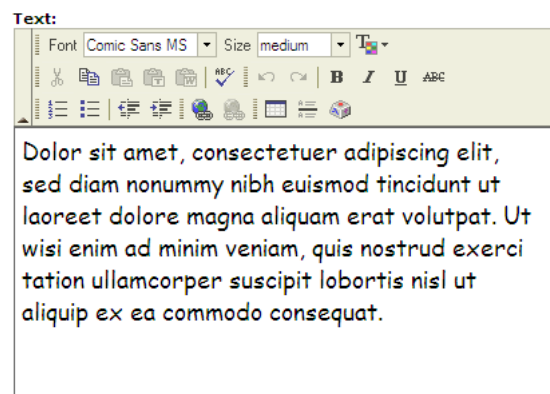 Text:
Font Comic Sans MS Size medium T
ABC B I U ABC
Dolor sit amet, consectetuer adipiscing elit,
sed diam nonummy nibh euismod tincidunt ut
laoreet dolore magna aliquam erat volutpat. Ut
wisi enim ad minim veniam, quis nostrud exerci
tation ullamcorper suscipit lobortis nisl ut
aliquip ex ea commodo consequat.